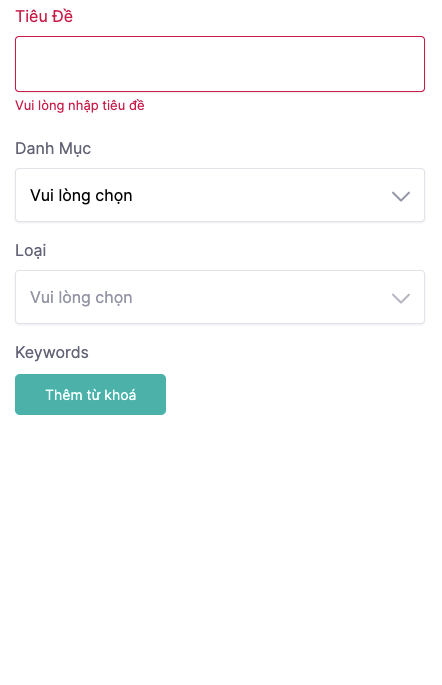 Tiêu Đề
Vui lòng nhập tiêu đề
Danh Mục
Vui lòng chọn
Loại
Vui lòng chọn
Keywords
Thêm từ khoá